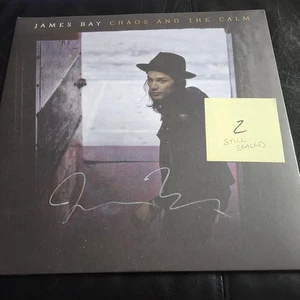 JAMES BAY CHAOS AND THE CALM
2
STILL
SEALED